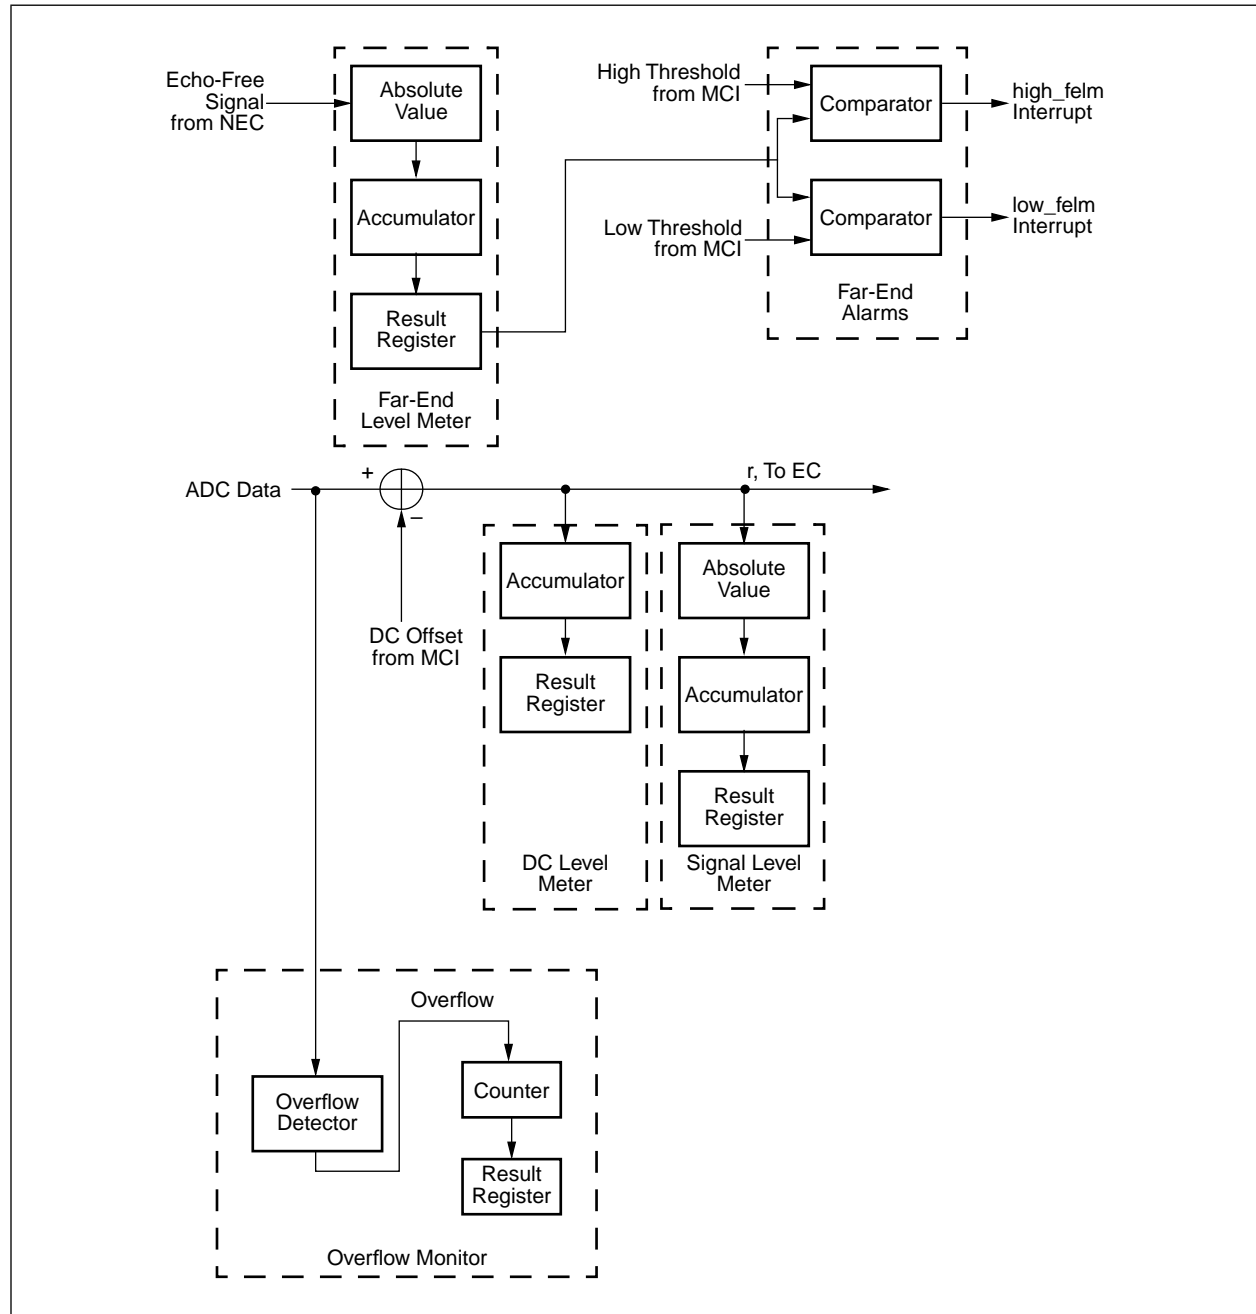 Echo-Free
Signal
from NEC
Absolute
Value
Accumulator
Result
Register
Far-End
Level Meter
High Threshold
from MCI
Comparator
high_felm
Interrupt
Low Threshold
from MCI
Comparator
low_felm
Interrupt
Far-End
Alarms
ADC Data
+
–
DC Offset
from MCI
r, To EC
Accumulator
Result
Register
DC Level
Meter
Absolute
Value
Accumulator
Result
Register
Signal Level
Meter
Overflow
Overflow
Detector
Counter
Result
Register
Overflow Monitor